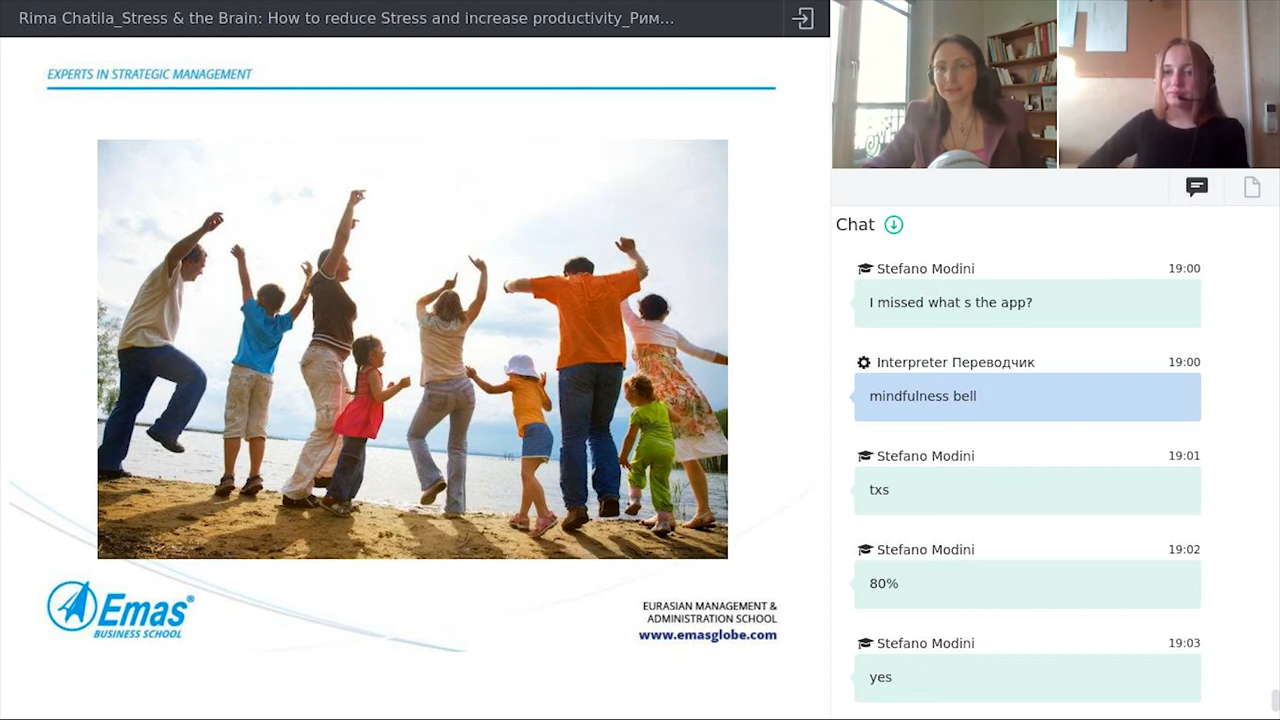 Rima Chatila_Stress & the Brain: How to reduce Stress and increase productivity_Рим...
EXPERTS IN STRATEGIC MANAGEMENT
Emas®
BUSINESS SCHOOL
EURASIAN MANAGEMENT &
ADMINISTRATION SCHOOL
www.emasglobe.com
Chat
Stefano Modini 19:00
I missed what s the app?
Interpreter Переводчик 19:00
mindfulness bell
Stefano Modini 19:01
txs
Stefano Modini 19:02
80%
Stefano Modini 19:03
yes